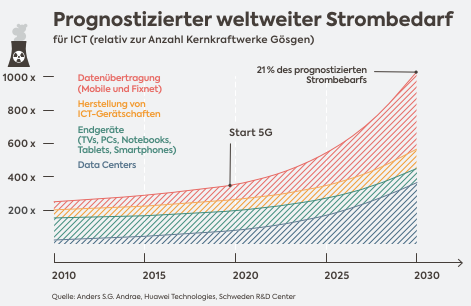 Prognostizierter weltweiter Strombedarf
für ICT (relativ zur Anzahl Kernkraftwerke Gösgen)
1000 x
800 x
600 x
400 x
200 x
Datenübertragung
(Mobile und Fixnet)
Herstellung von
ICT-Gerätschaften
Endgeräte
(TVs, PCs, Notebooks,
Tablets, Smartphones)
Data Centers
21 % des prognostizierten
Strombedarfs
Start 5G
2010
2015
2020
2025
2030
Quelle: Anders S.G. Andrae, Huawei Technologies, Schweden R&D Center